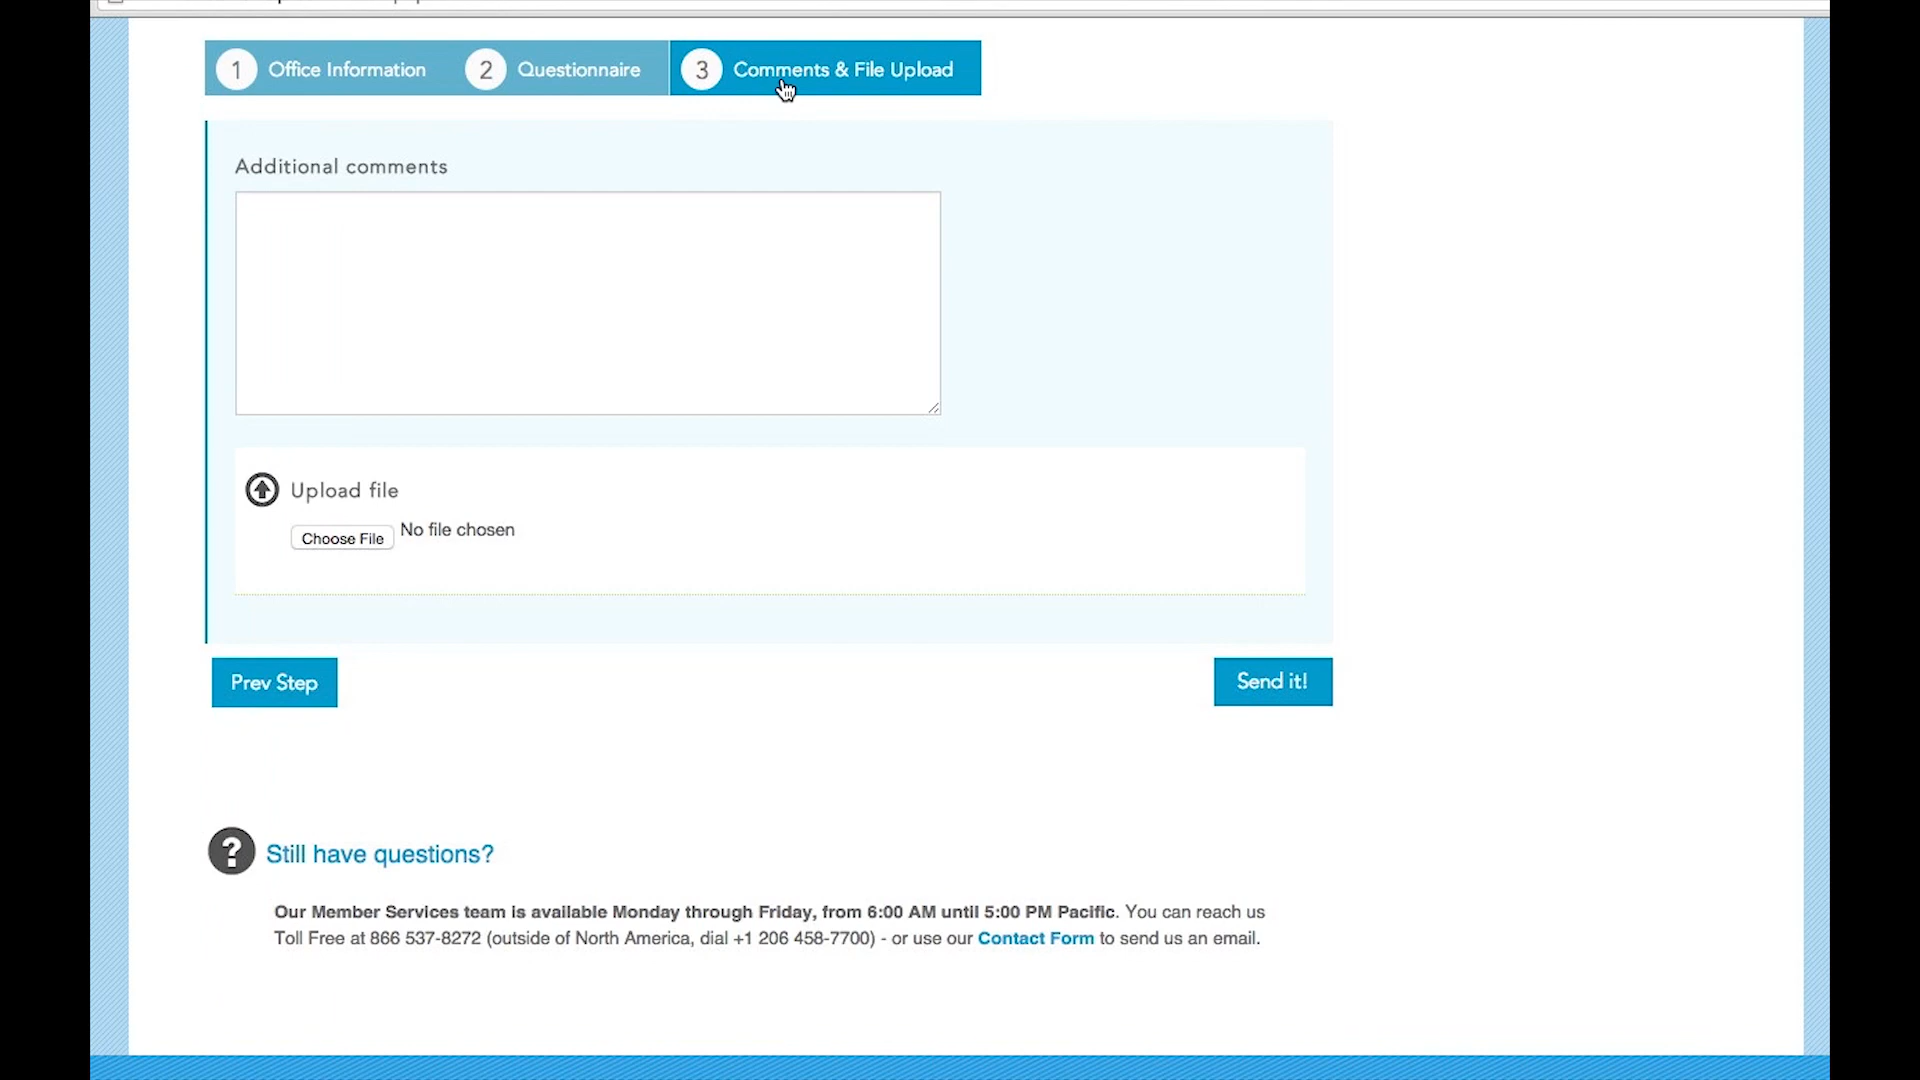 1 Office Information 2 Questionnaire 3 Comments & File Upload
Additional comments
Upload file
Choose File No file chosen
Prev Step Send it!
? Still have questions?
Our Member Services team is available Monday through Friday, from 6:00 AM until 5:00 PM Pacific. You can reach us
Toll Free at 866 537-8272 (outside of North America, dial +1 206 458-7700) - or use our Contact Form to send us an email.